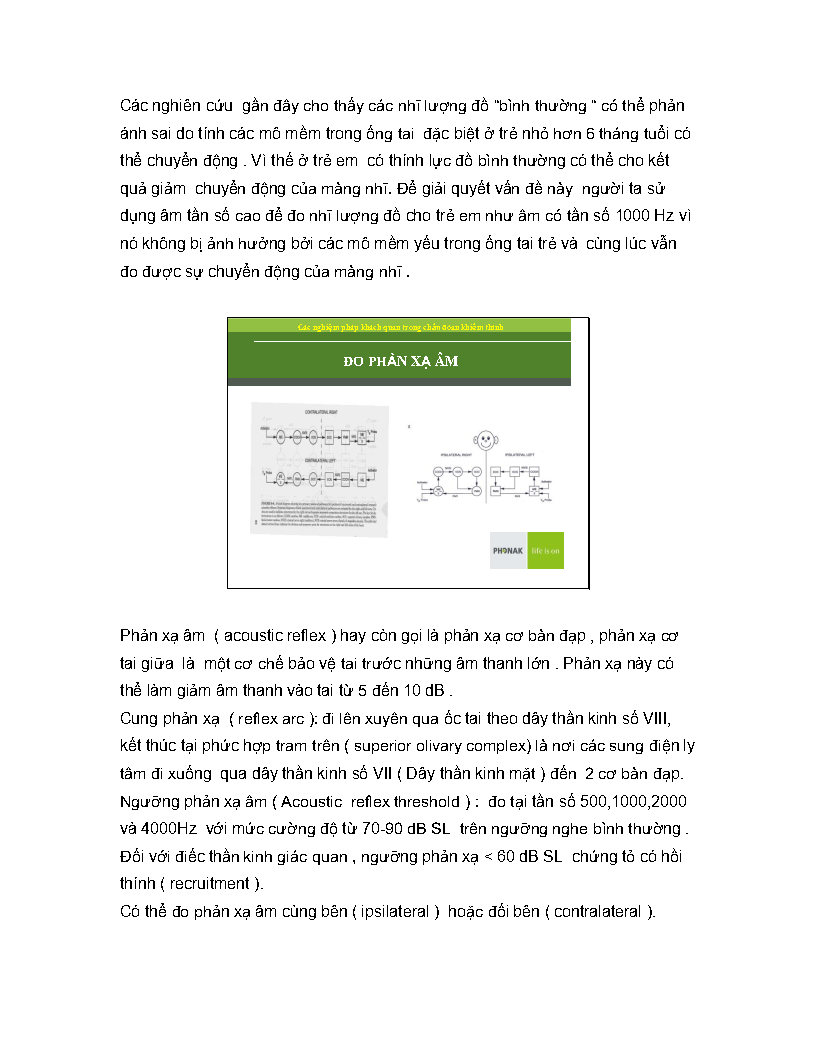 Các nghiên cứu  gần đây cho thấy các nhĩ lượng đồ “bình thường “ có thể phản
ánh sai do tính các mô mềm trong ống tai  đặc biệt ở trẻ nhỏ hơn 6 tháng tuổi có
thể chuyển động . Vì thế ở trẻ em  có thính lực đồ bình thường có thể cho kết
quả giảm  chuyển động của màng nhĩ. Để giải quyết vấn đề này  người ta sử
dụng âm tần số cao để đo nhĩ lượng đồ cho trẻ em như âm có tần số 1000 Hz vì
nó không bị ảnh hưởng bởi các mô mềm yếu trong ống tai trẻ và  cùng lúc vẫn
đo được sự chuyển động của màng nhĩ .
Các nghiệm pháp khách quan trong chẩn đoán khiếm thính
ĐO PHẢN XẠ ÂM
CONTRALATERAL RIGHT
CONTRALATERAL LEFT
IPSILATERAL RIGHT
IPSILATERAL LEFT
PHONAK life is on
Phản xạ âm  ( acoustic reflex ) hay còn gọi là phản xạ cơ bàn đạp , phản xạ cơ
tai giữa  là  một cơ chế bảo vệ tai trước những âm thanh lớn . Phản xạ này có
thể làm giảm âm thanh vào tai từ 5 đến 10 dB .
Cung phản xạ  ( reflex arc ): đi lên xuyên qua ốc tai theo dây thần kinh số VIII,
kết thúc tại phức hợp tram trên ( superior olivary complex) là nơi các sung điện ly
tâm đi xuống  qua dây thần kinh số VII ( Dây thần kinh mặt ) đến  2 cơ bàn đạp.
Ngưỡng phản xạ âm ( Acoustic  reflex threshold ) :  đo tại tần số 500,1000,2000
và 4000Hz  với mức cường độ từ 70-90 dB SL  trên ngưỡng nghe bình thường .
Đối với điếc thần kinh giác quan , ngưỡng phản xạ < 60 dB SL  chứng tỏ có hồi
thính ( recruitment ).
Có thể đo phản xạ âm cùng bên ( ipsilateral )  hoặc đối bên ( contralateral ).